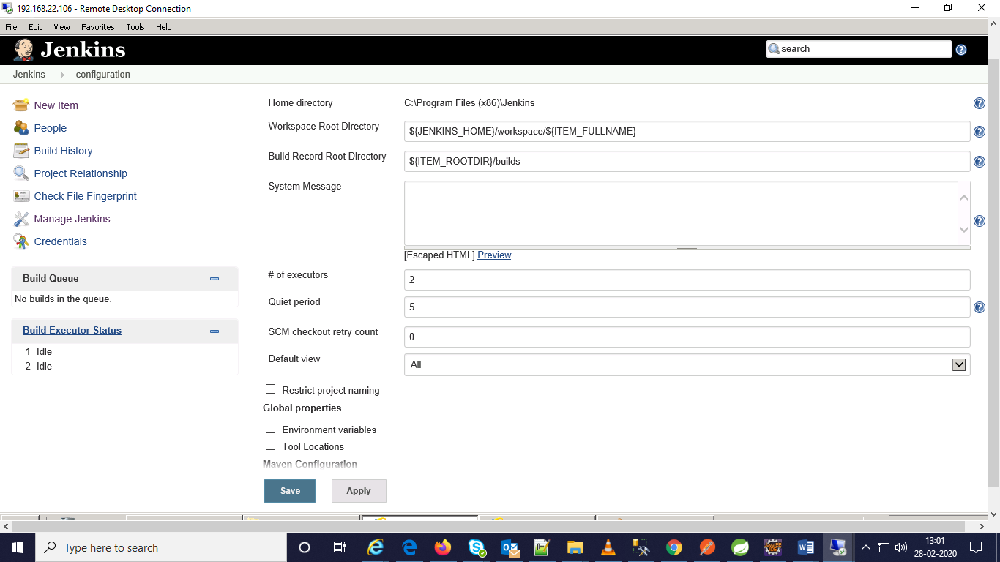 192.168.22.106 - Remote Desktop Connection
File Edit View Favorites Tools Help
Jenkins
search
Jenkins configuration
New Item
People
Build History
Project Relationship
Check File Fingerprint
Manage Jenkins
Credentials
Build Queue
No builds in the queue.
Build Executor Status
1 Idle
2 Idle
Home directory C:\Program Files (x86)\Jenkins
Workspace Root Directory ${JENKINS_HOME}/workspace/${ITEM_FULLNAME}
Build Record Root Directory ${ITEM_ROOTDIR}/builds
System Message
[Escaped HTML] Preview
# of executors 2
Quiet period 5
SCM checkout retry count 0
Default view All
Restrict project naming
Global properties
Environment variables
Tool Locations
Maven Configuration
Save Apply
Type here to search
13:01
28-02-2020